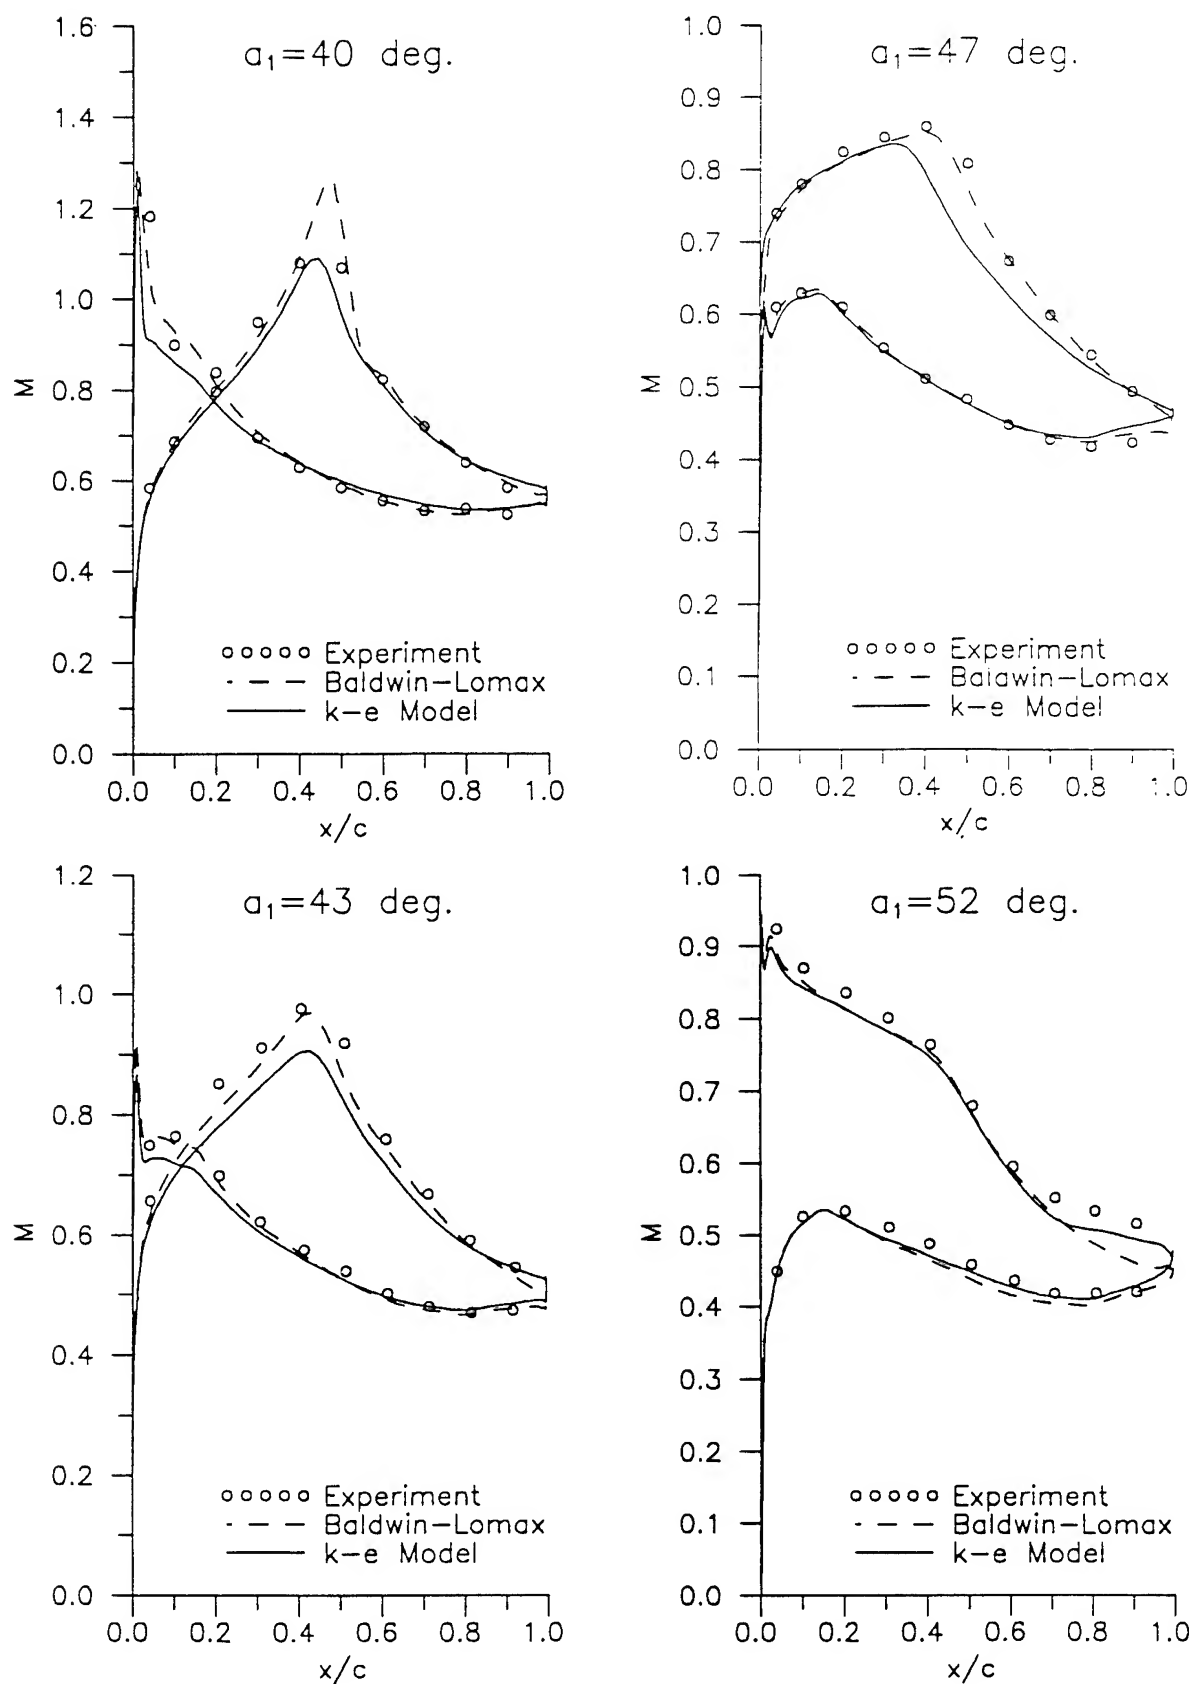 a₁=40 deg.
1.6
1.4
1.2
1.0
0.8
0.6
0.4
0.2
0.0
M
ooooo Experiment
- — — Baldwin—Lomax
k—e Model
0.0 0.2 0.4 0.6 0.8 1.0
x/c
a₁=47 deg.
1.0
0.9
0.8
0.7
0.6
0.5
0.4
0.3
0.2
0.1
0.0
M
ooooo Experiment
- — — Balawin—Lomax
k—e Model
0.0 0.2 0.4 0.6 0.8 1.0
x/c
a₁=43 deg.
1.2
1.0
0.8
0.6
0.4
0.2
0.0
M
ooooo Experiment
- — — Baldwin—Lomax
k—e Model
0.0 0.2 0.4 0.6 0.8 1.0
x/c
a₁=52 deg.
1.0
0.9
0.8
0.7
0.6
0.5
0.4
0.3
0.2
0.1
0.0
M
ooooo Experiment
- — — Baldwin—Lomax
k—e Model
0.0 0.2 0.4 0.6 0.8 1.0
x/c